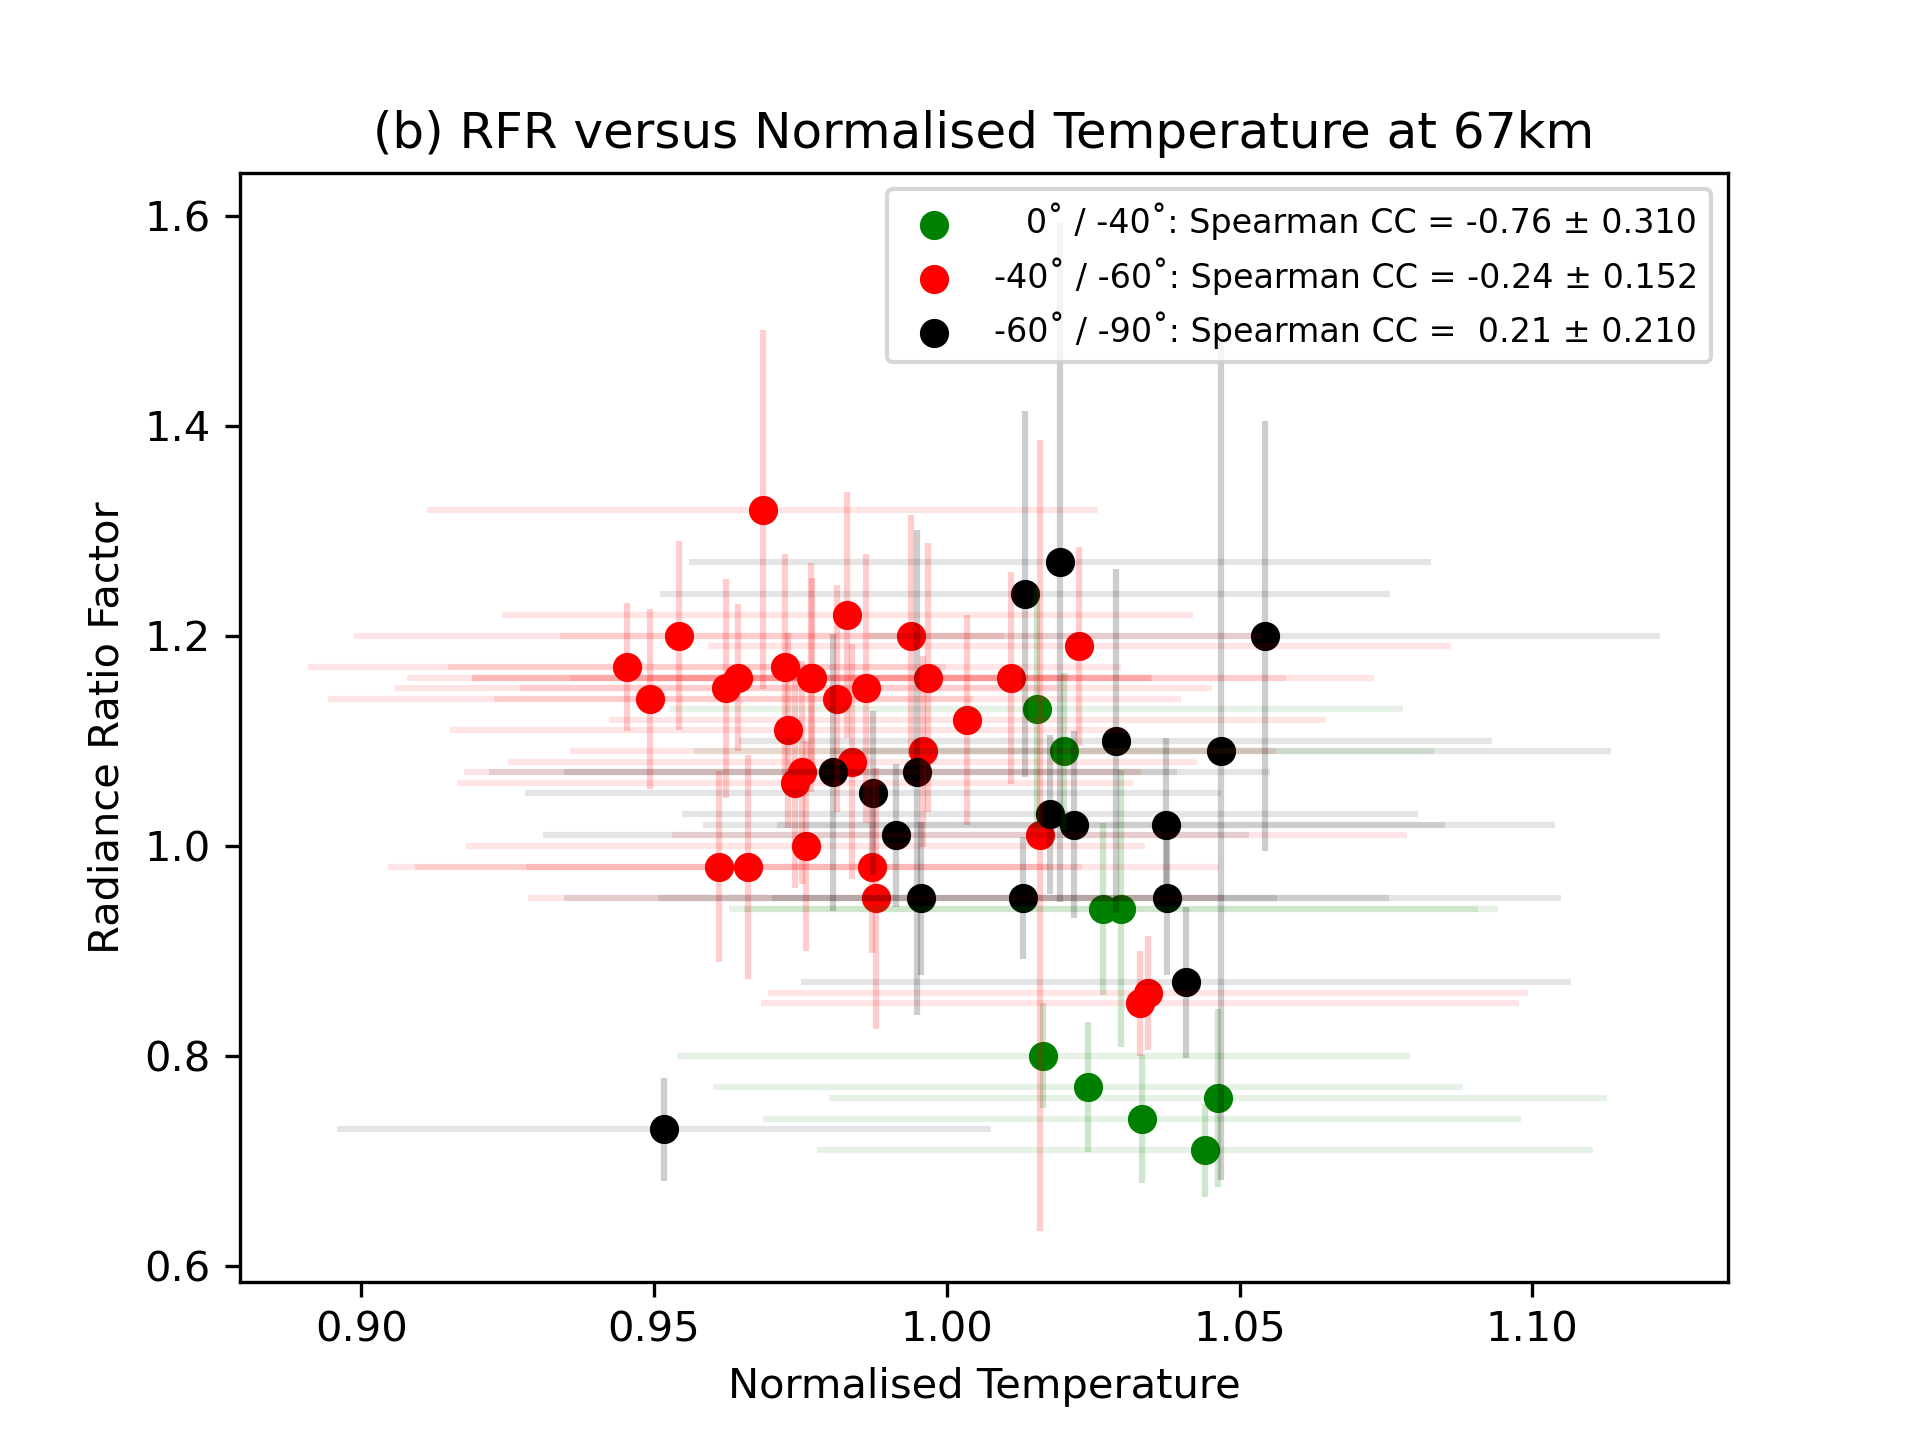 (b) RFR versus Normalised Temperature at 67km
0˚ / -40˚: Spearman CC = -0.76 ± 0.310
-40˚ / -60˚: Spearman CC = -0.24 ± 0.152
-60˚ / -90˚: Spearman CC =  0.21 ± 0.210
Radiance Ratio Factor
1.6
1.4
1.2
1.0
0.8
0.6
0.90 0.95 1.00 1.05 1.10
Normalised Temperature